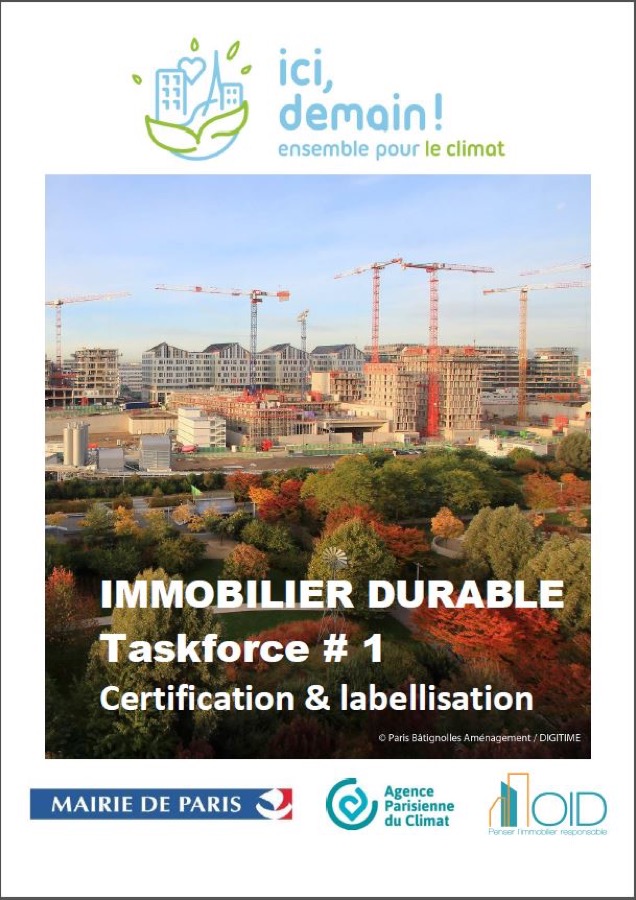 ici,
demain!
ensemble pour le climat
IMMOBILIER DURABLE
Taskforce # 1
Certification & labellisation
© Paris Bâtignolles Aménagement / DIGITIME
MAIRIE DE PARIS
Agence
Parisienne
du Climat
OID
Penser l'immobilier responsable